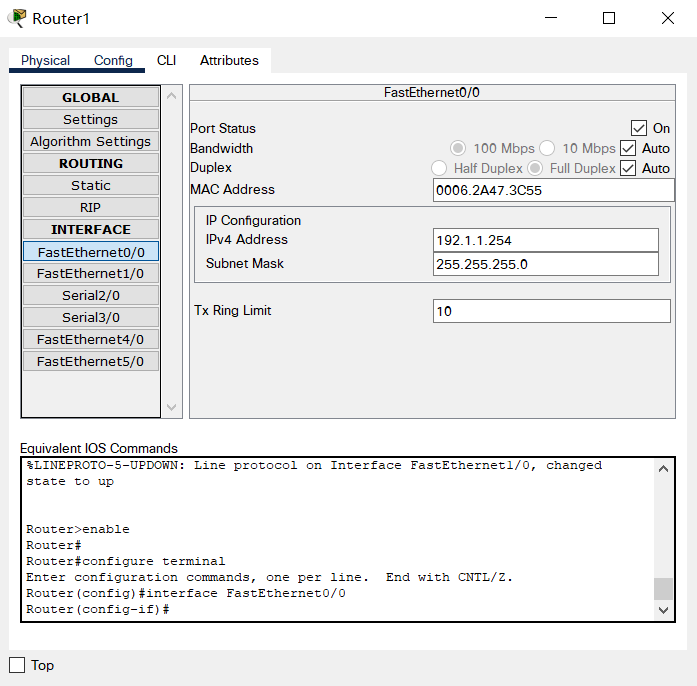 Router1
Physical Config CLI Attributes
GLOBAL
Settings
Algorithm Settings
ROUTING
Static
RIP
INTERFACE
FastEthernet0/0
FastEthernet1/0
Serial2/0
Serial3/0
FastEthernet4/0
FastEthernet5/0
FastEthernet0/0
Port Status On
Bandwidth 100 Mbps 10 Mbps Auto
Duplex Half Duplex Full Duplex Auto
MAC Address 0006.2A47.3C55
IP Configuration
IPv4 Address 192.1.1.254
Subnet Mask 255.255.255.0
Tx Ring Limit 10
Equivalent IOS Commands
%LINEPROTO-5-UPDOWN: Line protocol on Interface FastEthernet1/0, changed
state to up
Router>enable
Router#
Router#configure terminal
Enter configuration commands, one per line.  End with CNTL/Z.
Router(config)#interface FastEthernet0/0
Router(config-if)#
Top